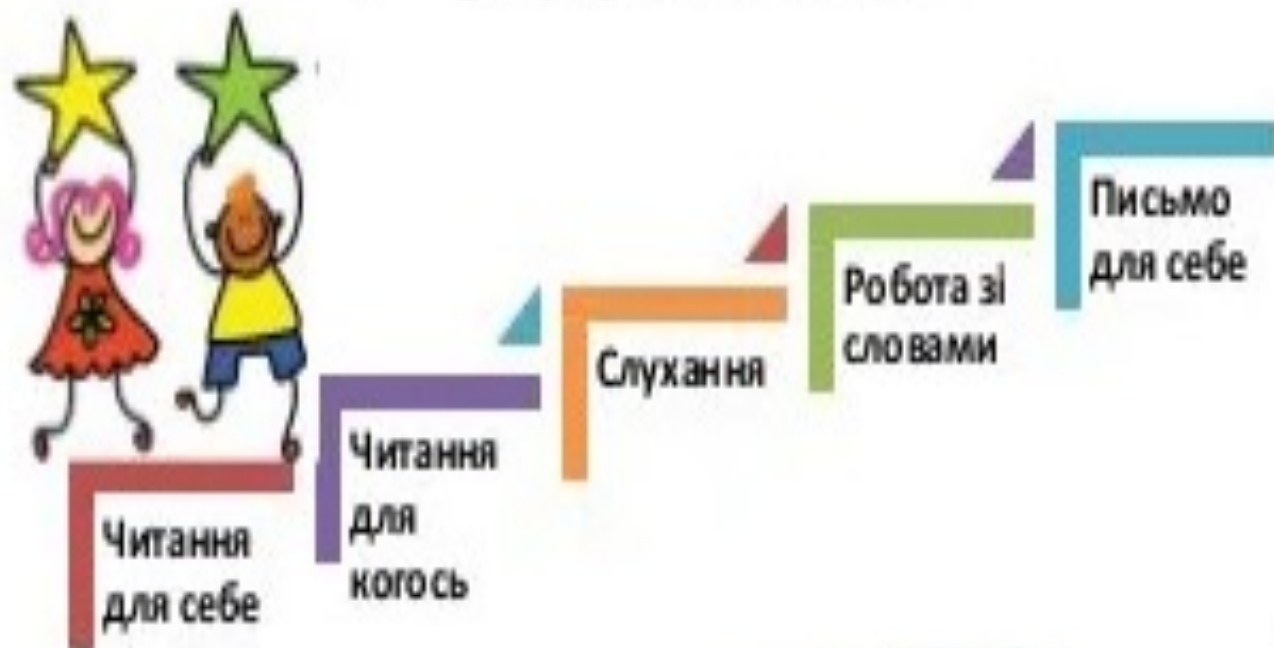 Читання
для себе
Читання
для
когось
Слухання
Робота зі
словами
Письмо
для себе